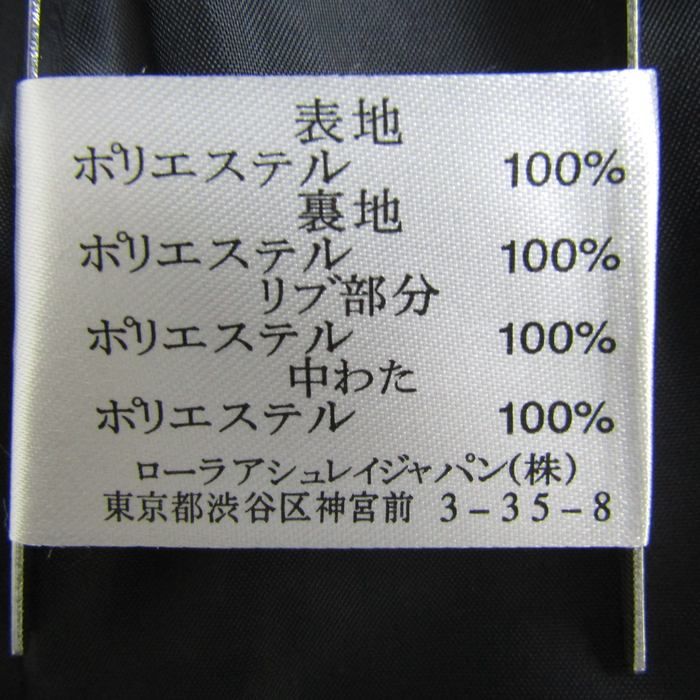 表地
ポリエステル 100%
裏地
ポリエステル 100%
リブ部分
ポリエステル 100%
中わた
ポリエステル 100%
ローラアシュレイジャパン(株)
東京都渋谷区神宮前 3-35-8